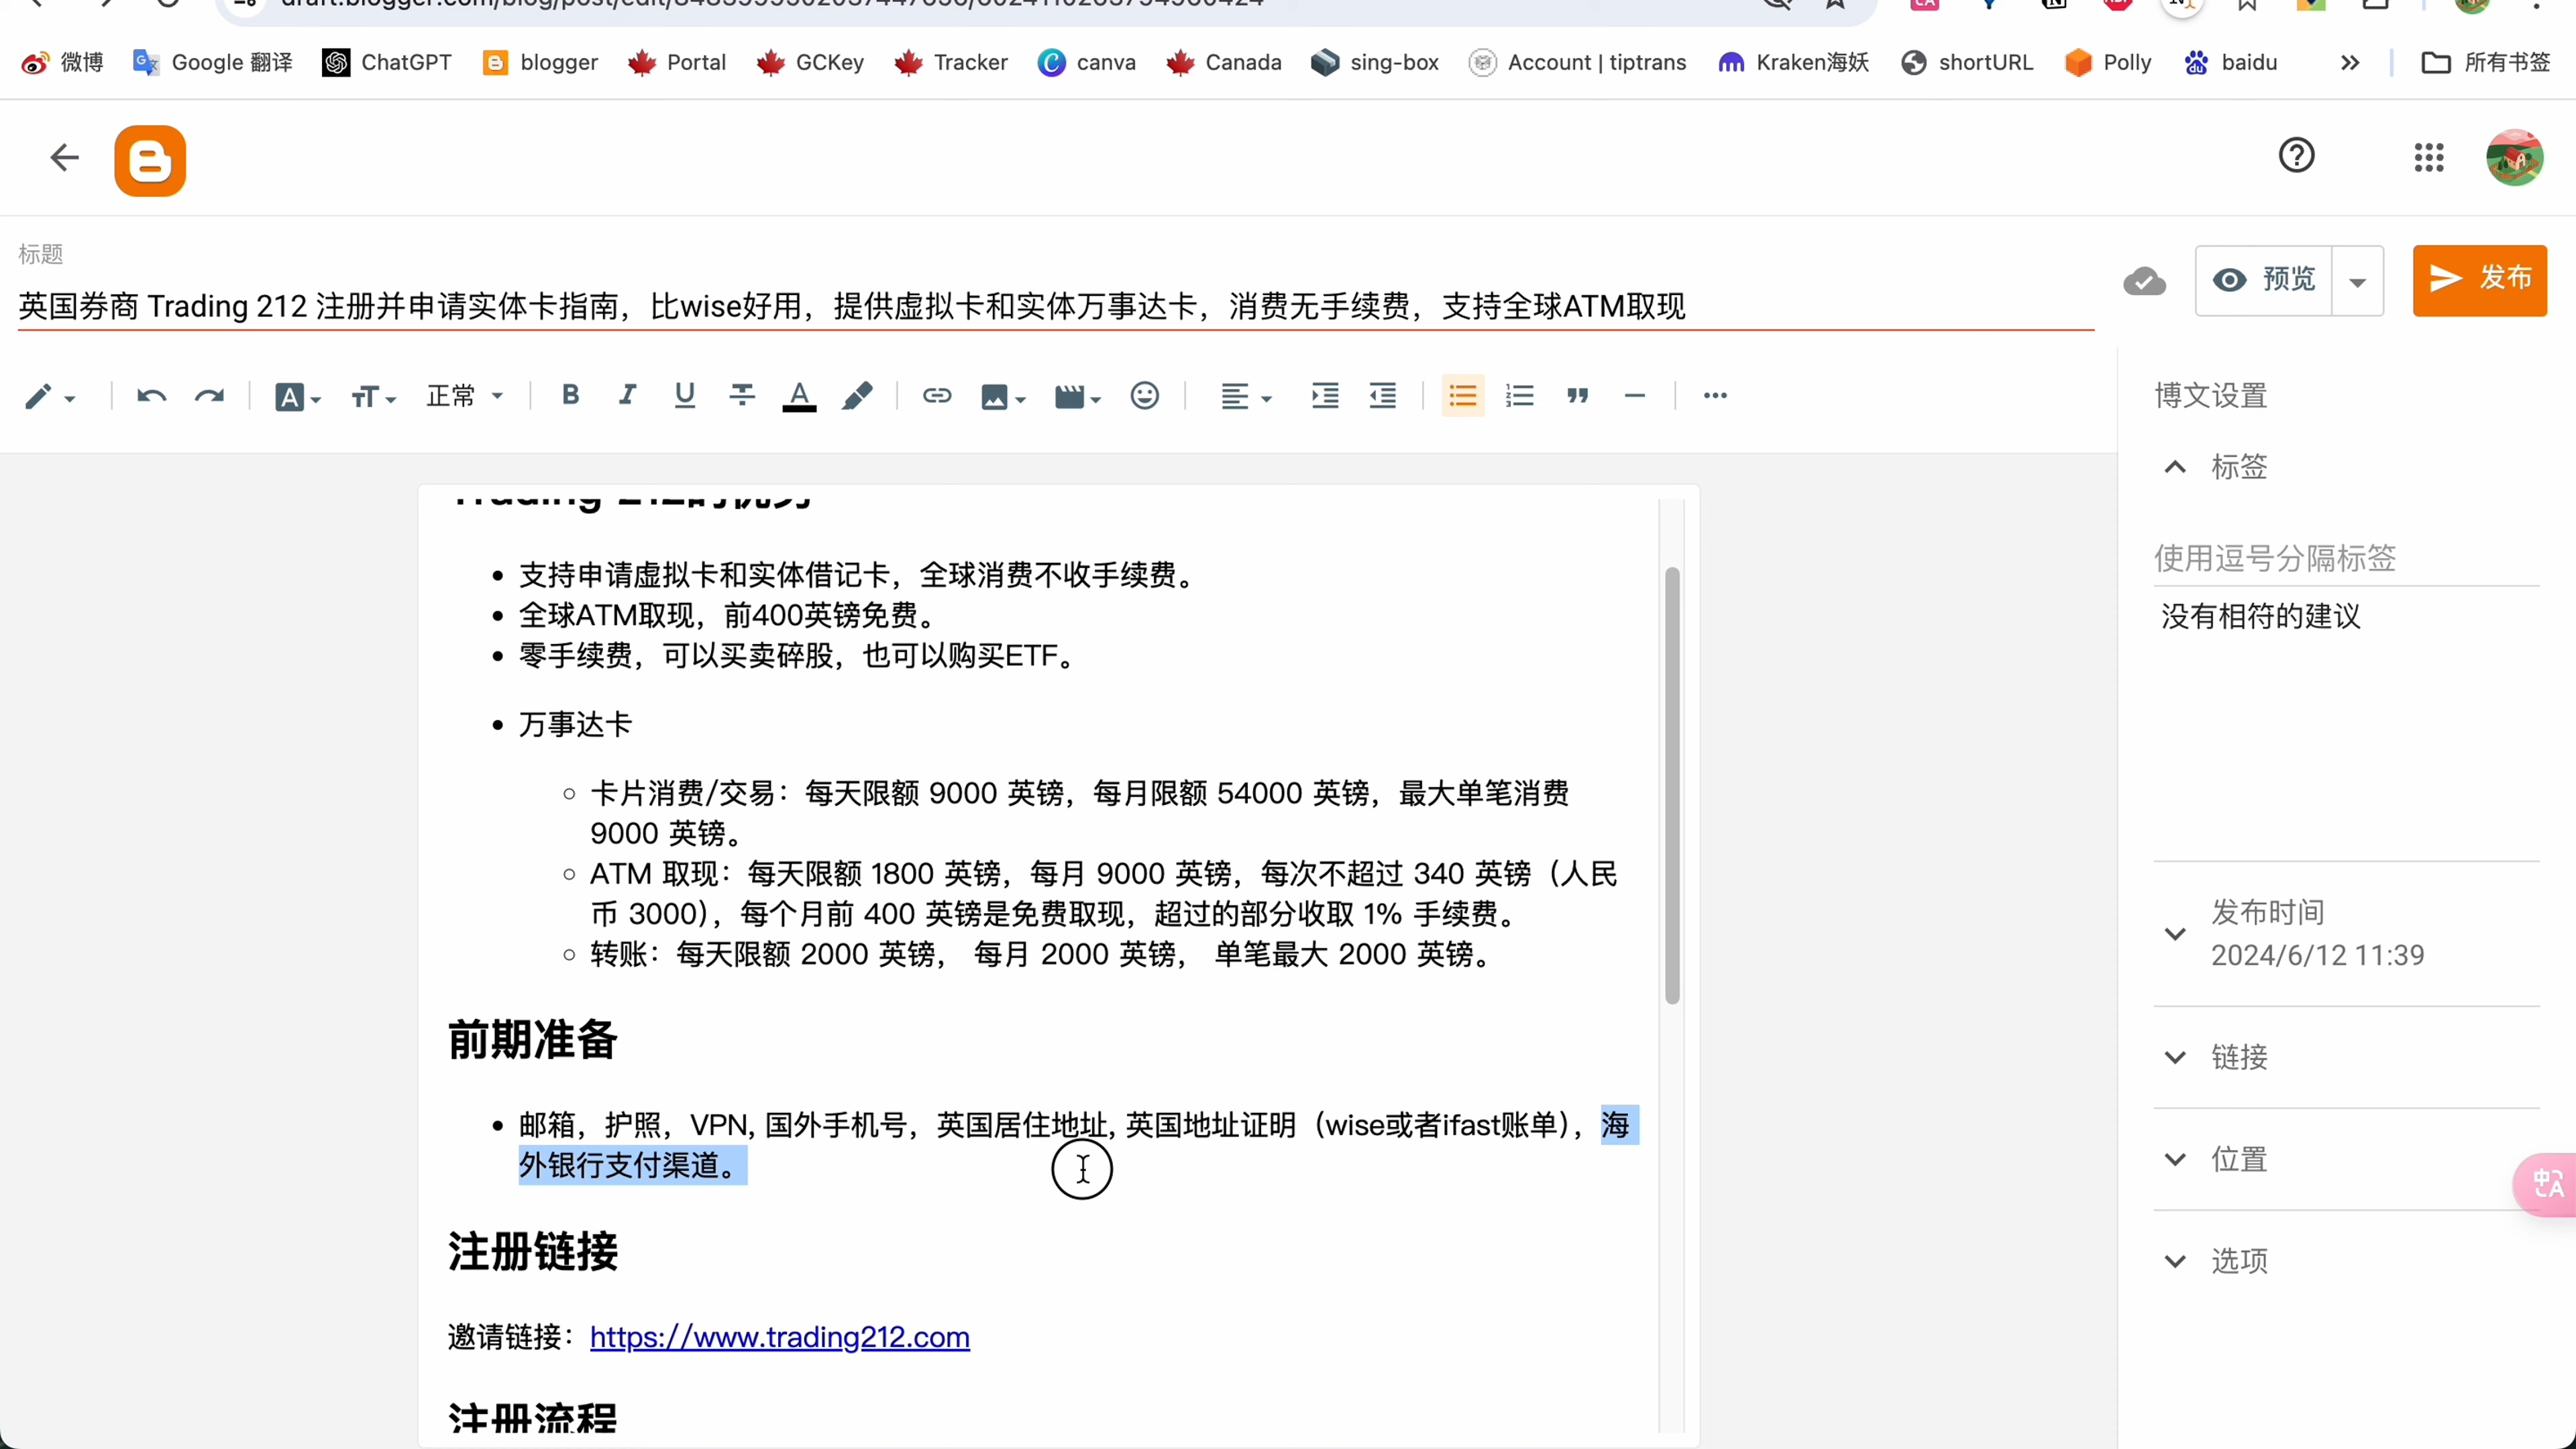 微博 Google 翻译 ChatGPT blogger Portal GCKey Tracker canva Canada sing-box Account | tiptrans Kraken海妖 shortURL Polly baidu » 所有书签
标题
英国券商 Trading 212 注册并申请实体卡指南，比wise好用，提供虚拟卡和实体万事达卡，消费无手续费，支持全球ATM取现
预览
发布
正常
博文设置
标签
使用逗号分隔标签
没有相符的建议
发布时间
2024/6/12 11:39
链接
位置
选项
Trading 212的优势
支持申请虚拟卡和实体借记卡，全球消费不收手续费。
全球ATM取现，前400英镑免费。
零手续费，可以买卖碎股，也可以购买ETF。
万事达卡
卡片消费/交易：每天限额 9000 英镑，每月限额 54000 英镑，最大单笔消费
9000 英镑。
ATM 取现：每天限额 1800 英镑，每月 9000 英镑，每次不超过 340 英镑（人民
币 3000），每个月前 400 英镑是免费取现，超过的部分收取 1% 手续费。
转账：每天限额 2000 英镑， 每月 2000 英镑， 单笔最大 2000 英镑。
前期准备
邮箱，护照，VPN, 国外手机号，英国居住地址, 英国地址证明（wise或者ifast账单），海
外银行支付渠道。
注册链接
邀请链接：https://www.trading212.com
注册流程